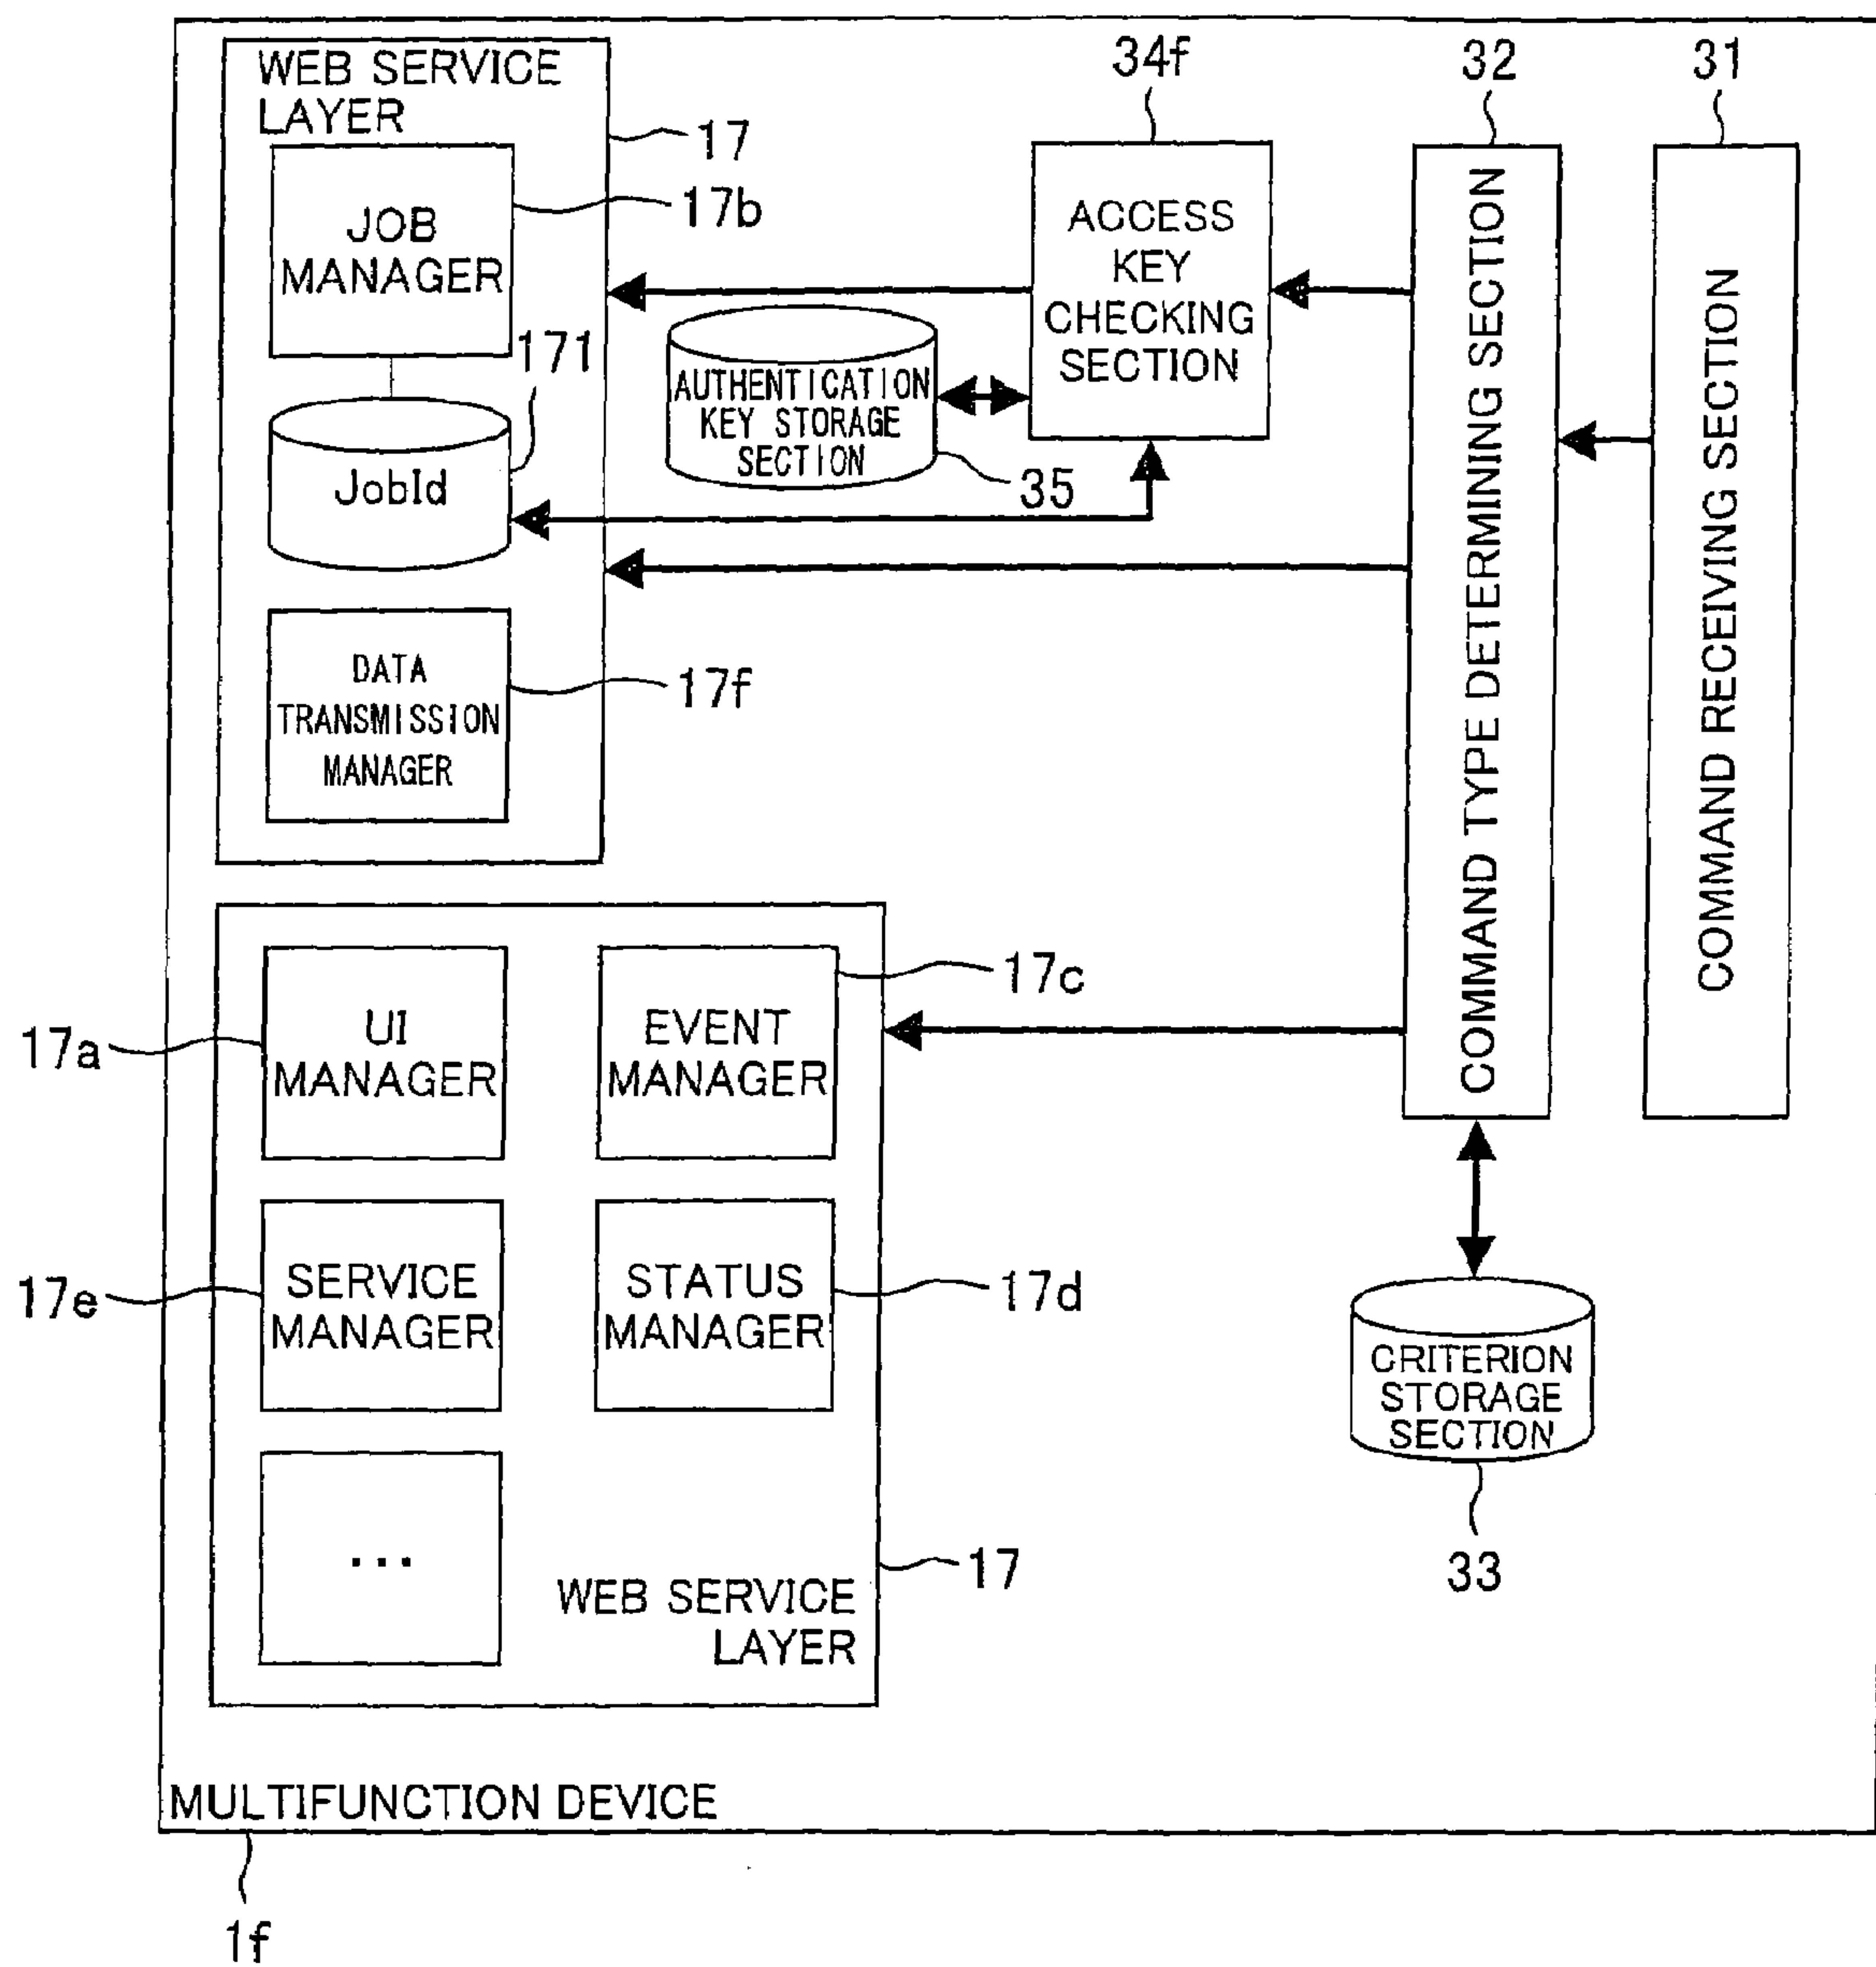 WEB SERVICE
LAYER
17
34f
32
31
JOB
MANAGER
17b
ACCESS
KEY
CHECKING
SECTION
171
JobId
AUTHENTICATION
KEY STORAGE
SECTION
35
DATA
TRANSMISSION
MANAGER
17f
COMMAND TYPE DETERMINING SECTION
COMMAND RECEIVING SECTION
17a
UI
MANAGER
EVENT
MANAGER
17c
17e
SERVICE
MANAGER
STATUS
MANAGER
17d
CRITERION
STORAGE
SECTION
33
...
WEB SERVICE
LAYER
17
MULTIFUNCTION DEVICE
1f